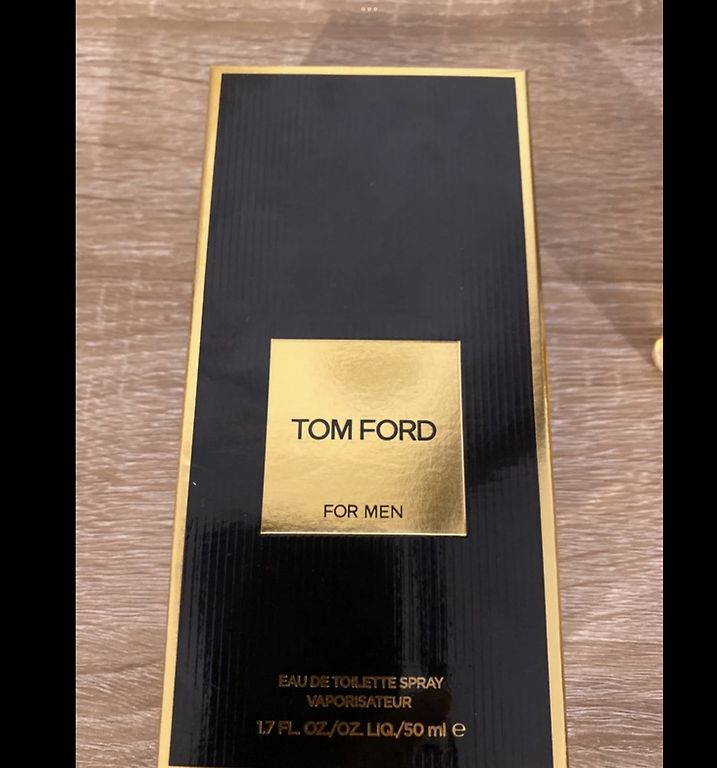 TOM FORD
FOR MEN
EAU DE TOILETTE SPRAY
VAPORISATEUR
1.7 FL. OZ./OZ. LIQ./50 ml ℮